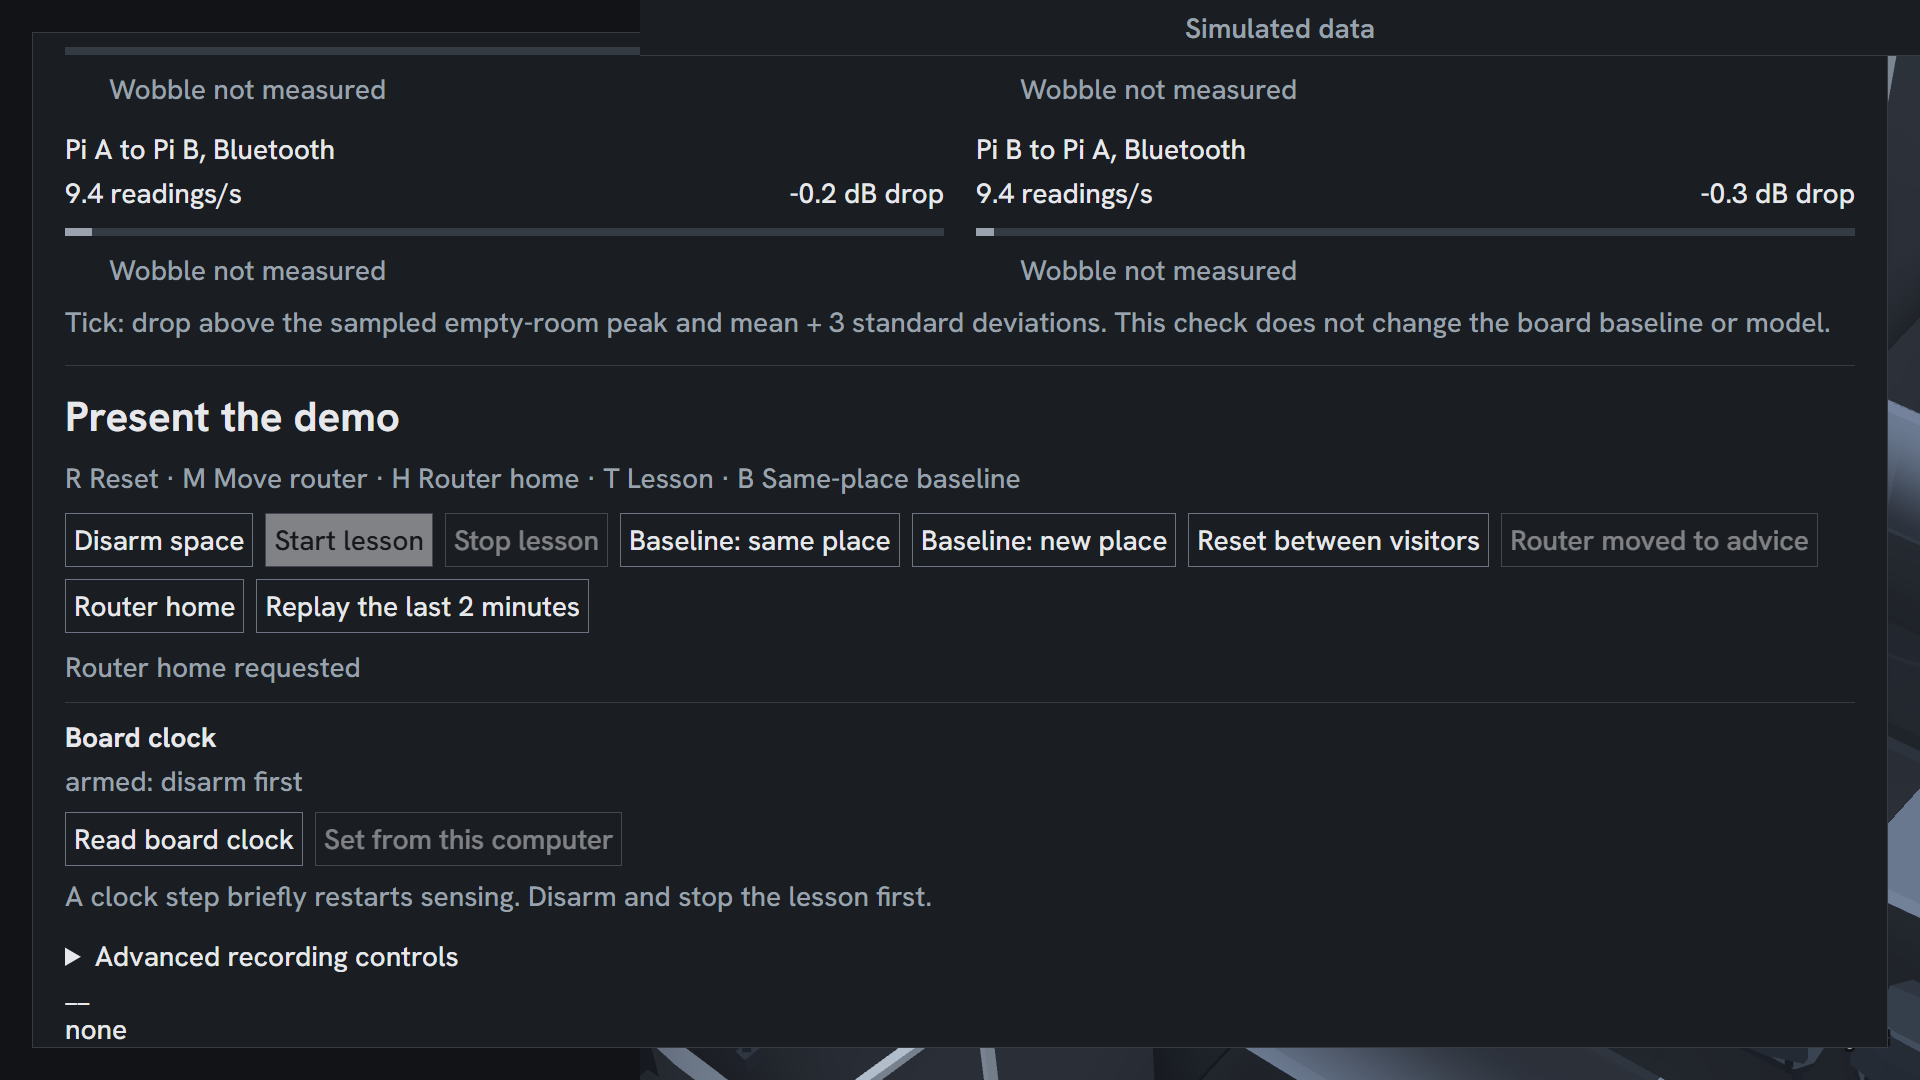 Simulated data
Wobble not measured
Wobble not measured
Pi A to Pi B, Bluetooth
9.4 readings/s
-0.2 dB drop
Wobble not measured
Pi B to Pi A, Bluetooth
9.4 readings/s
-0.3 dB drop
Wobble not measured
Tick: drop above the sampled empty-room peak and mean + 3 standard deviations. This check does not change the board baseline or model.
Present the demo
R Reset · M Move router · H Router home · T Lesson · B Same-place baseline
Disarm space
Start lesson
Stop lesson
Baseline: same place
Baseline: new place
Reset between visitors
Router moved to advice
Router home
Replay the last 2 minutes
Router home requested
Board clock
armed: disarm first
Read board clock
Set from this computer
A clock step briefly restarts sensing. Disarm and stop the lesson first.
▶ Advanced recording controls
—
none